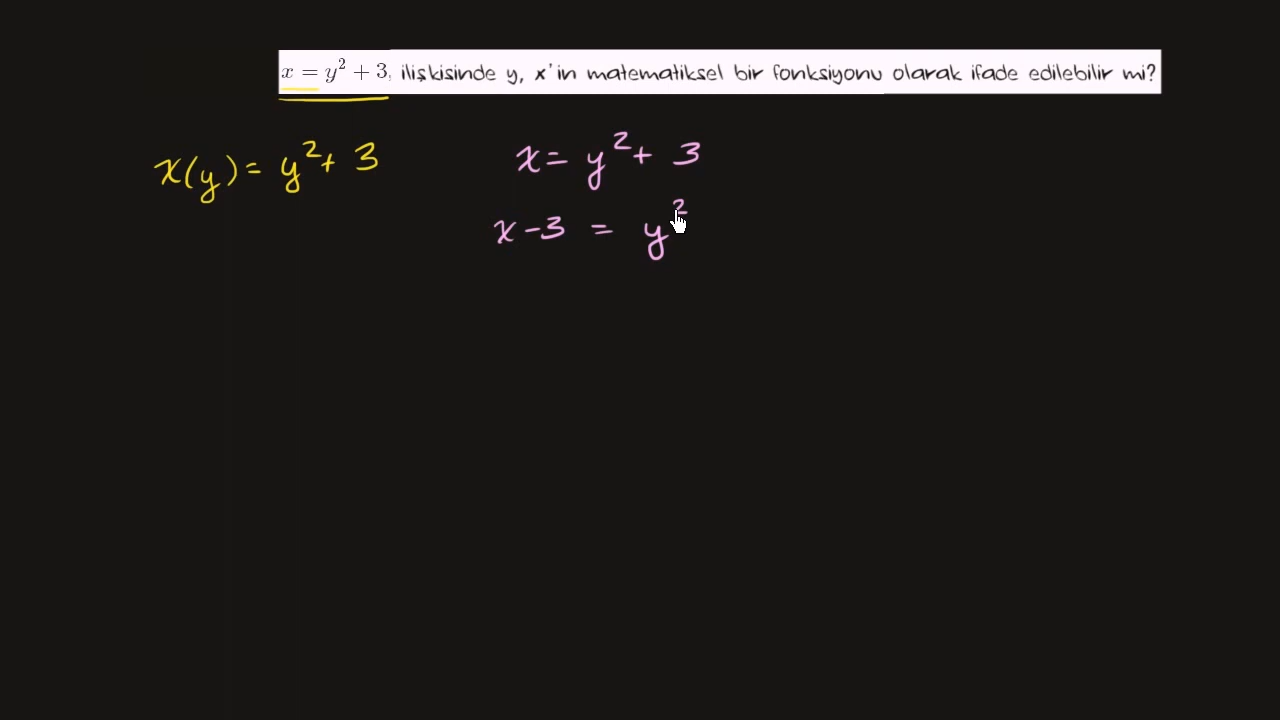 x = y² + 3, ilişkisinde y, x'in matematiksel bir fonksiyonu olarak ifade edilebilir mi?
x(y) = y² + 3
x = y² + 3
x - 3 = y²